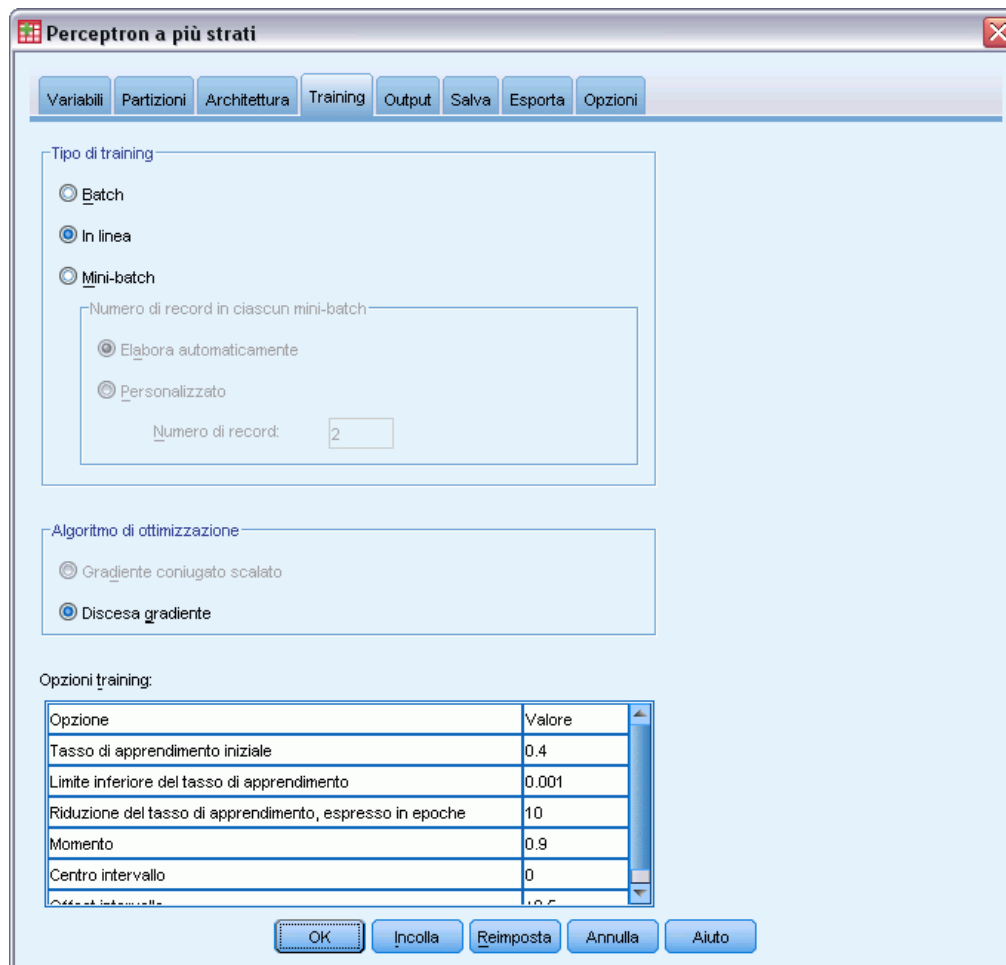 Perceptron a più strati
Variabili Partizioni Architettura Training Output Salva Esporta Opzioni
Tipo di training
Batch
In linea
Mini-batch
Numero di record in ciascun mini-batch
Elabora automaticamente
Personalizzato
Numero di record: 2
Algoritmo di ottimizzazione
Gradiente coniugato scalato
Discesa gradiente
Opzioni training:
Opzione Valore
Tasso di apprendimento iniziale 0.4
Limite inferiore del tasso di apprendimento 0.001
Riduzione del tasso di apprendimento, espresso in epoche 10
Momento 0.9
Centro intervallo 0
Offset intervallo
OK Incolla Reimposta Annulla Aiuto